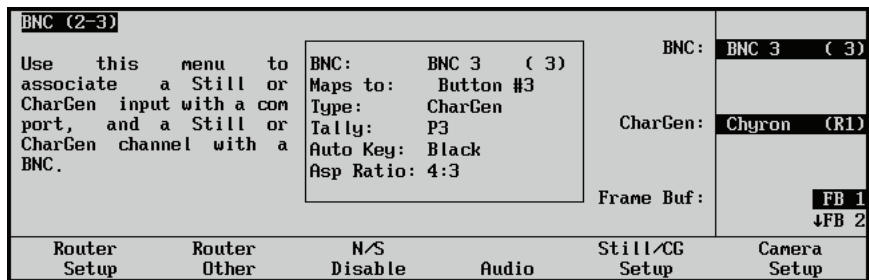 BNC (2-3)
Use this menu to
associate a Still or
CharGen input with a com
port, and a Still or
CharGen channel with a
BNC.
BNC: BNC 3 ( 3)
Maps to: Button #3
Type: CharGen
Tally: P3
Auto Key: Black
Asp Ratio: 4:3
BNC: BNC 3 ( 3)
CharGen: Chyron (R1)
Frame Buf: FB 1
↓FB 2
Router Setup
Router Other
N/S Disable
Audio
Still/CG Setup
Camera Setup